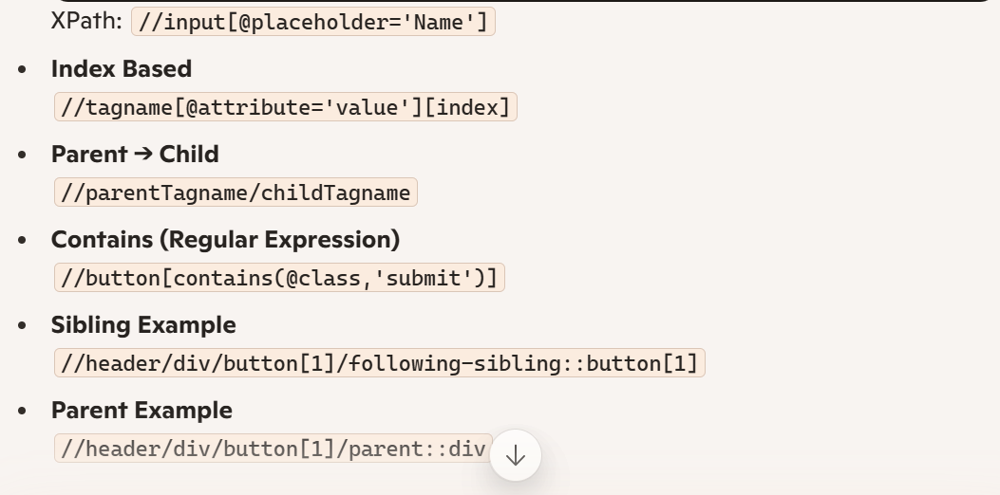 XPath: //input[@placeholder='Name']
• Index Based
//tagname[@attribute='value'][index]
• Parent → Child
//parentTagname/childTagname
• Contains (Regular Expression)
//button[contains(@class,'submit')]
• Sibling Example
//header/div/button[1]/following-sibling::button[1]
• Parent Example
//header/div/button[1]/parent::div